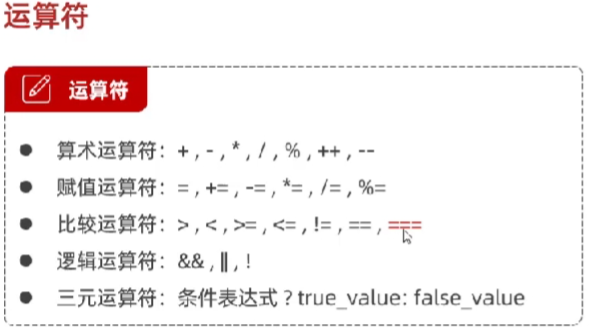 运算符
运算符
算术运算符：+ , - , * , / , % , ++ , --
赋值运算符：= , += , -= , *= , /= , %=
比较运算符：> , < , >= , <= , != , == , ===
逻辑运算符：&& , || , !
三元运算符：条件表达式 ? true_value: false_value